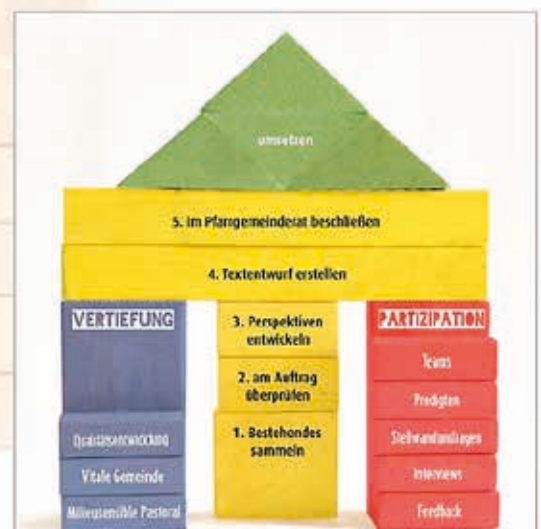 umsetzen
5. im Pfarrgemeinderat beschließen
4. Textentwurf erstellen
VERTIEFUNG
3. Perspektiven
entwickeln
PARTIZIPATION
Teams
2. am Auftrag
überprüfen
Predigten
1. Bestehendes
sammeln
Qualitätsentwicklung
Stellwandumfragen
Vitale Gemeinde
Interviews
Milieusensible Pastoral
Feedback